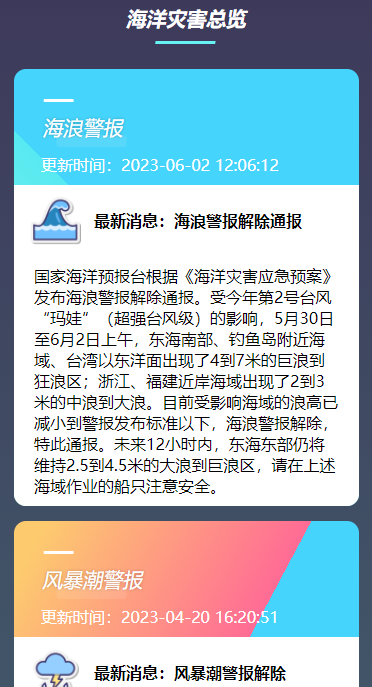 海洋灾害总览
海浪警报
更新时间：2023-06-02 12:06:12
最新消息：海浪警报解除通报
国家海洋预报台根据《海洋灾害应急预案》
发布海浪警报解除通报。受今年第2号台风
“玛娃”（超强台风级）的影响，5月30日
至6月2日上午，东海南部、钓鱼岛附近海
域、台湾以东洋面出现了4到7米的巨浪到
狂浪区；浙江、福建近岸海域出现了2到3
米的中浪到大浪。目前受影响海域的浪高已
减小到警报发布标准以下，海浪警报解除，
特此通报。未来12小时内，东海东部仍将
维持2.5到4.5米的大浪到巨浪区，请在上述
海域作业的船只注意安全。
风暴潮警报
更新时间：2023-04-20 16:20:51
最新消息：风暴潮警报解除